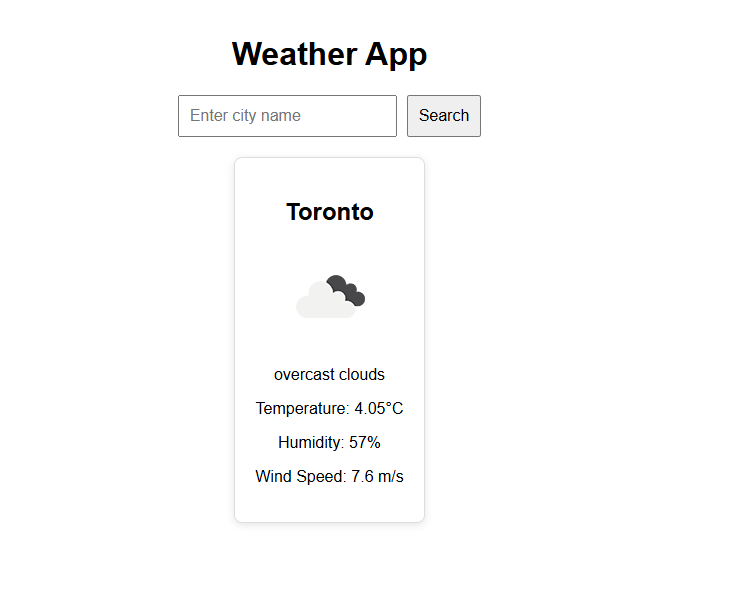 Weather App
Enter city name
Search
Toronto
overcast clouds
Temperature: 4.05°C
Humidity: 57%
Wind Speed: 7.6 m/s